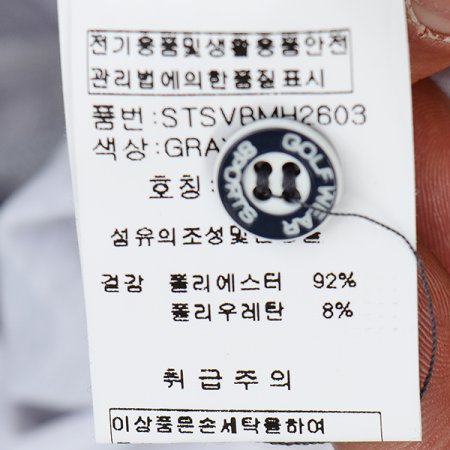 전기용품및생활용품안전
관리법에의한품질표시
품번:STSVBMH2603
색상:GRAY
호칭:
GOLF WEAR
SPORTS
섬유의조성및
겉감 폴리에스터 92%
폴리우레탄 8%
취급주의
이상품은손세탁을하여